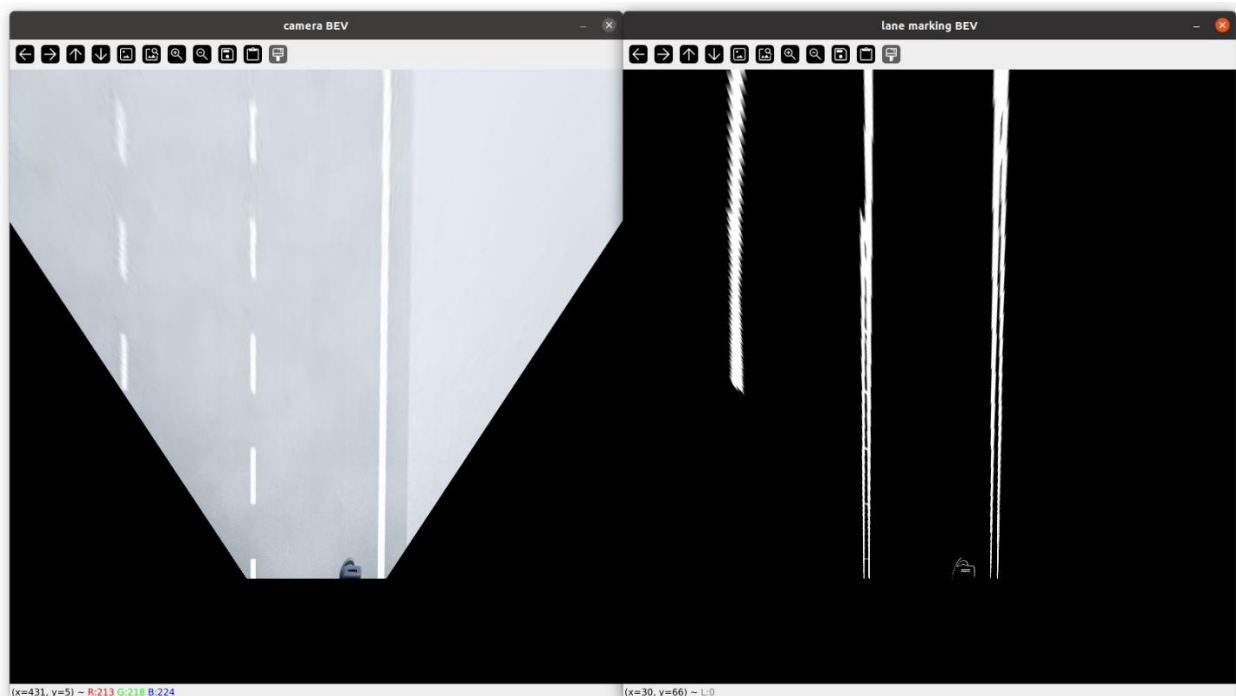 camera BEV
lane marking BEV
(x=431, y=5) ~ R:213 G:218 B:224
(x=30, y=66) ~ L:0